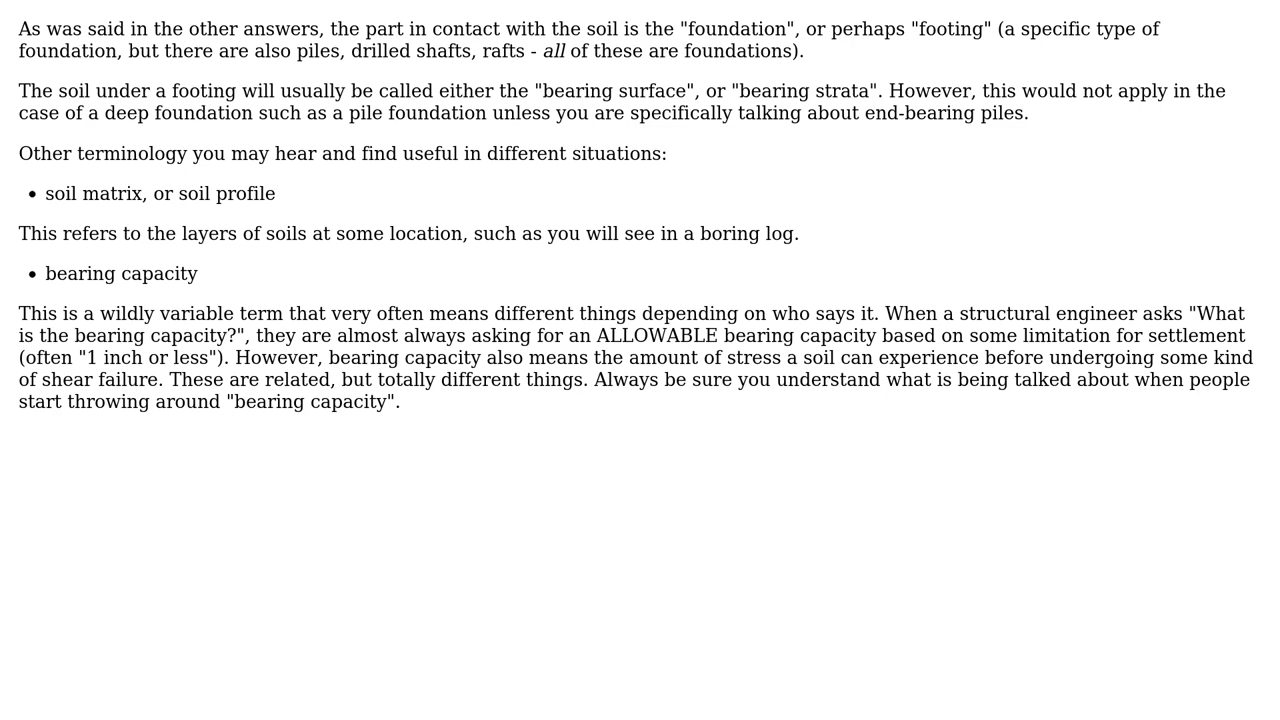 As was said in the other answers, the part in contact with the soil is the "foundation", or perhaps "footing" (a specific type of
foundation, but there are also piles, drilled shafts, rafts - all of these are foundations).
The soil under a footing will usually be called either the "bearing surface", or "bearing strata". However, this would not apply in the
case of a deep foundation such as a pile foundation unless you are specifically talking about end-bearing piles.
Other terminology you may hear and find useful in different situations:
• soil matrix, or soil profile
This refers to the layers of soils at some location, such as you will see in a boring log.
• bearing capacity
This is a wildly variable term that very often means different things depending on who says it. When a structural engineer asks "What
is the bearing capacity?", they are almost always asking for an ALLOWABLE bearing capacity based on some limitation for settlement
(often "1 inch or less"). However, bearing capacity also means the amount of stress a soil can experience before undergoing some kind
of shear failure. These are related, but totally different things. Always be sure you understand what is being talked about when people
start throwing around "bearing capacity".